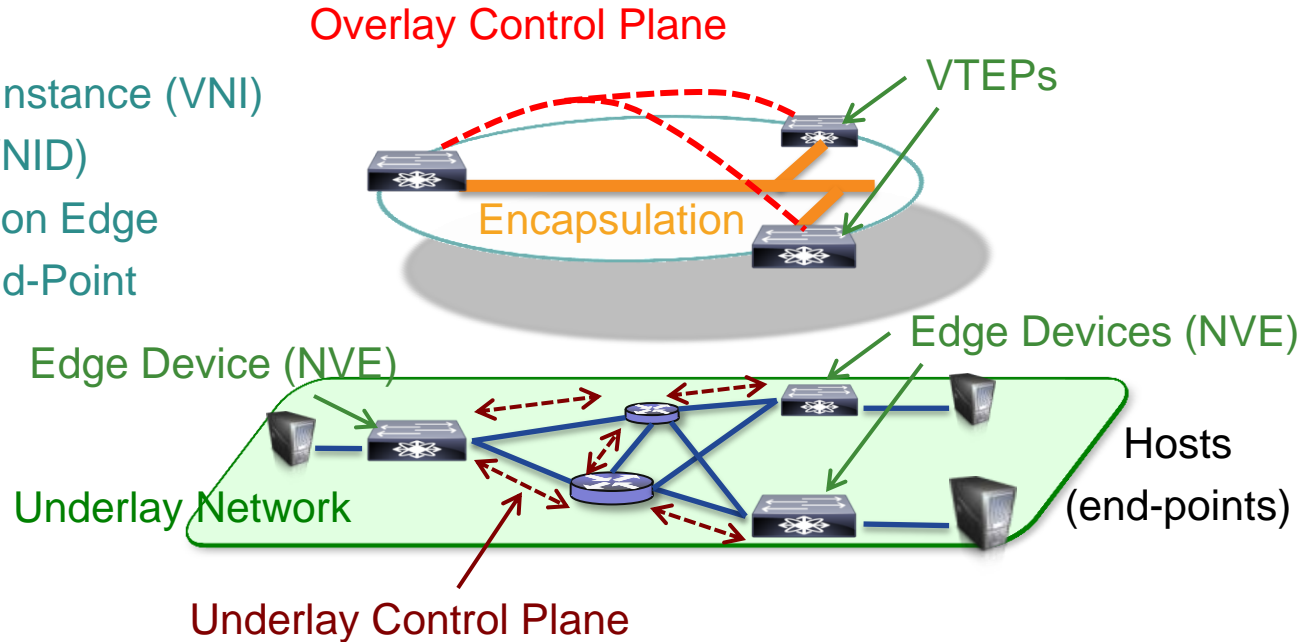 Overlay Control Plane
nstance (VNI)
NID)
on Edge
d-Point
VTEPs
Encapsulation
Edge Device (NVE)
Edge Devices (NVE)
Hosts
(end-points)
Underlay Network
Underlay Control Plane